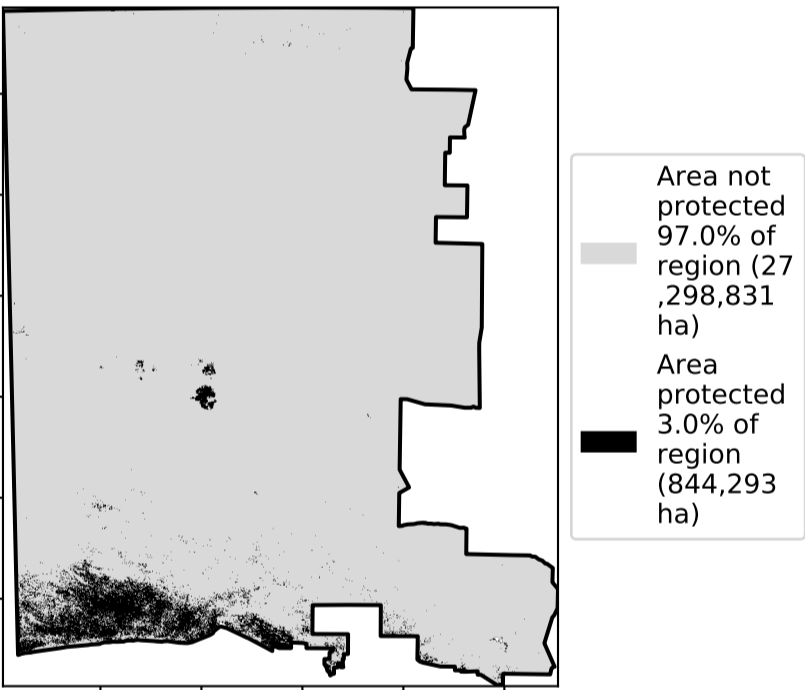 Area not
protected
97.0% of
region (27
,298,831
ha)
Area
protected
3.0% of
region
(844,293
ha)